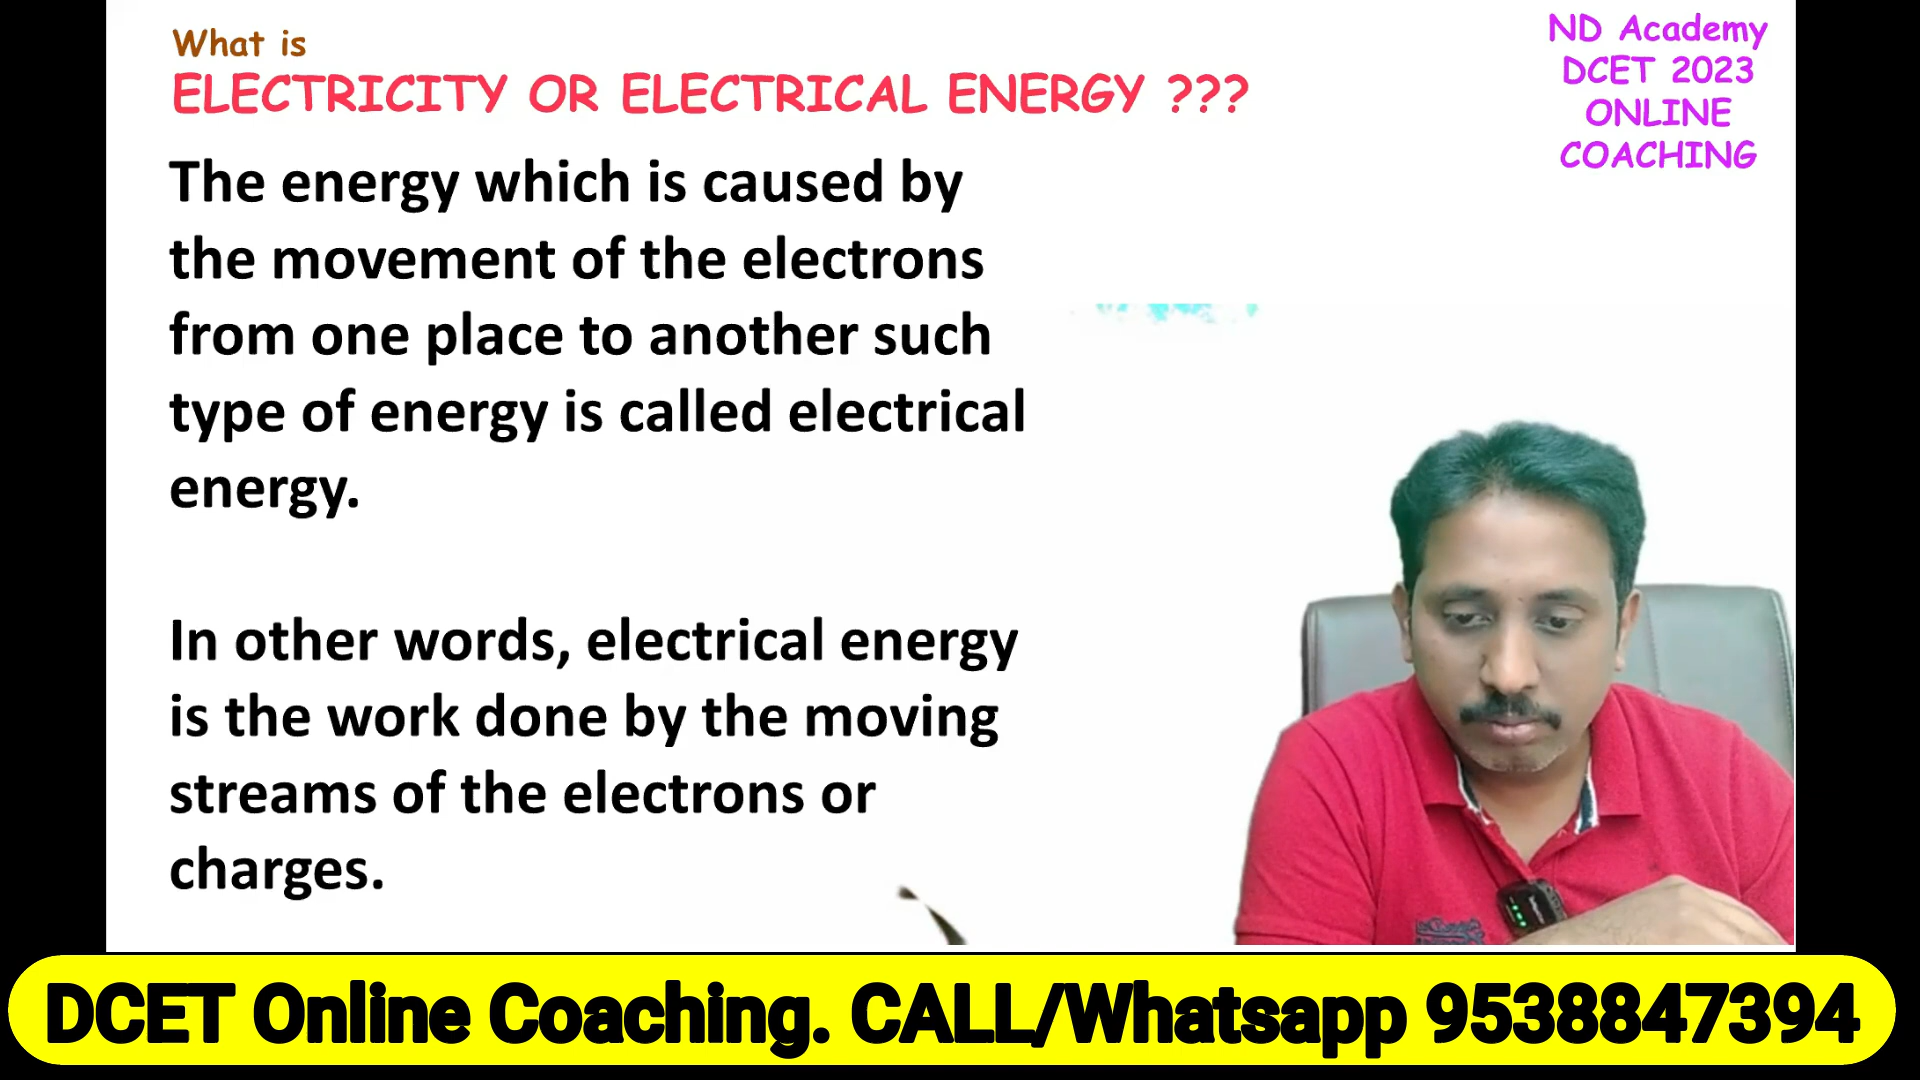 What is
ELECTRICITY OR ELECTRICAL ENERGY ???
ND Academy
DCET 2023
ONLINE
COACHING
The energy which is caused by
the movement of the electrons
from one place to another such
type of energy is called electrical
energy.
In other words, electrical energy
is the work done by the moving
streams of the electrons or
charges.
DCET Online Coaching. CALL/Whatsapp 9538847394